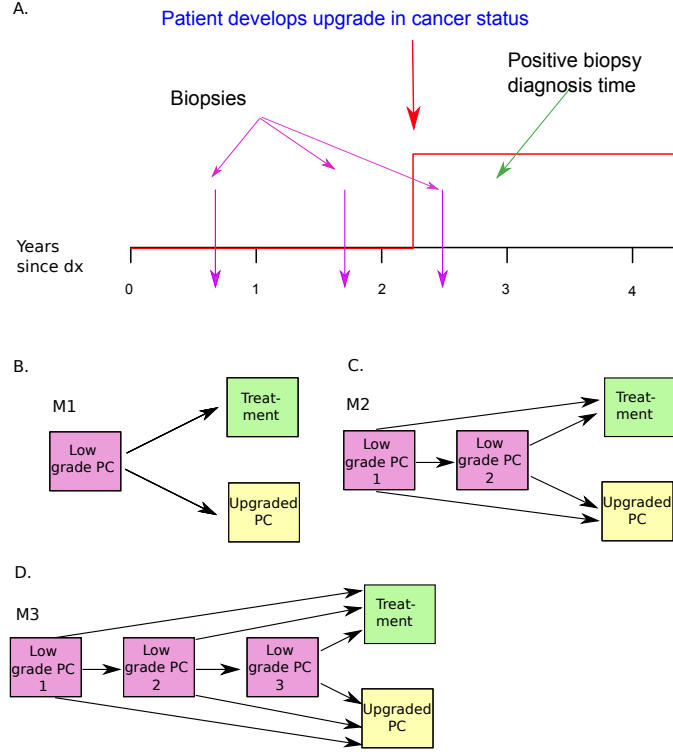 A.
Patient develops upgrade in cancer status
Positive biopsy
diagnosis time
Biopsies
Years
since dx
0
1
2
3
4
B.
M1
Low
grade PC
Treat-
ment
Upgraded
PC
C.
M2
Low
grade PC
1
Low
grade PC
2
Treat-
ment
Upgraded
PC
D.
M3
Low
grade PC
1
Low
grade PC
2
Low
grade PC
3
Treat-
ment
Upgraded
PC